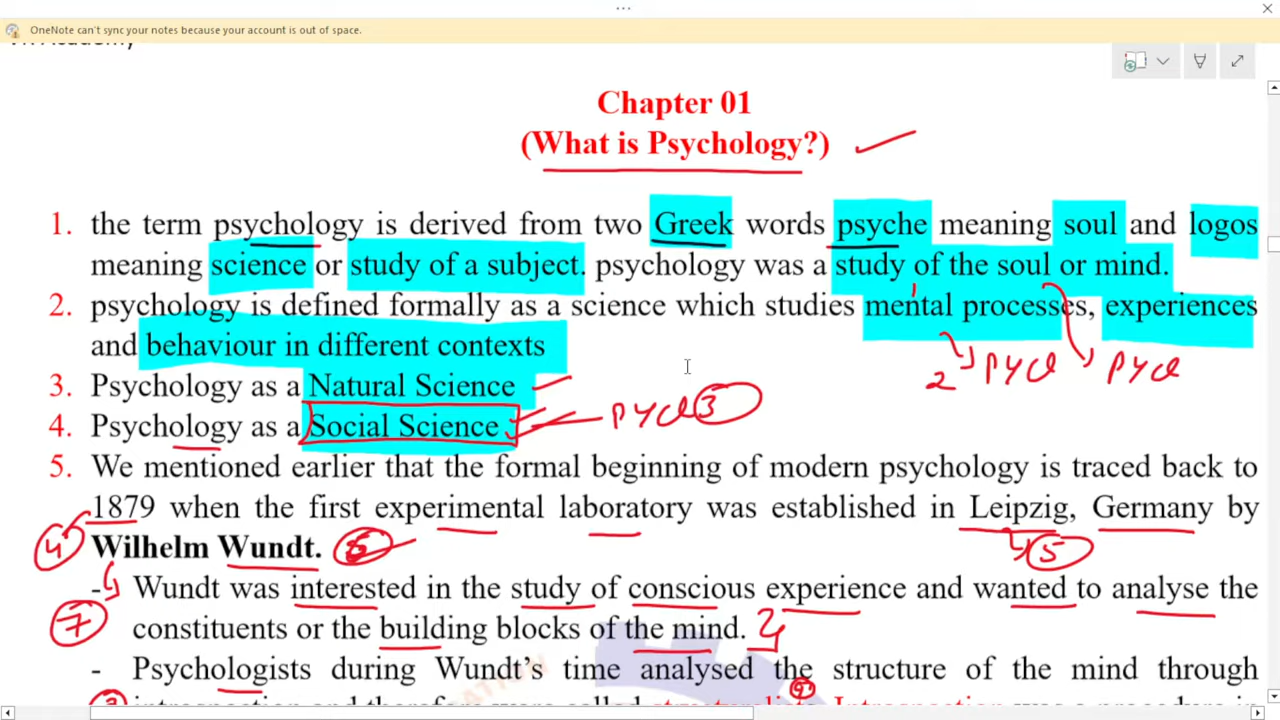 OneNote can't sync your notes because your account is out of space.
Academy
Chapter 01
(What is Psychology?)
1. the term psychology is derived from two Greek words psyche meaning soul and logos
meaning science or study of a subject. psychology was a study of the soul or mind.
2. psychology is defined formally as a science which studies mental processes, experiences
and behaviour in different contexts
2
3. Psychology as a Natural Science
3
4. Psychology as a Social Science
5. We mentioned earlier that the formal beginning of modern psychology is traced back to
1879 when the first experimental laboratory was established in Leipzig, Germany by
4 Wilhelm Wundt. 5
- Wundt was interested in the study of conscious experience and wanted to analyse the
7 constituents or the building blocks of the mind.
- Psychologists during Wundt's time analysed the structure of the mind through